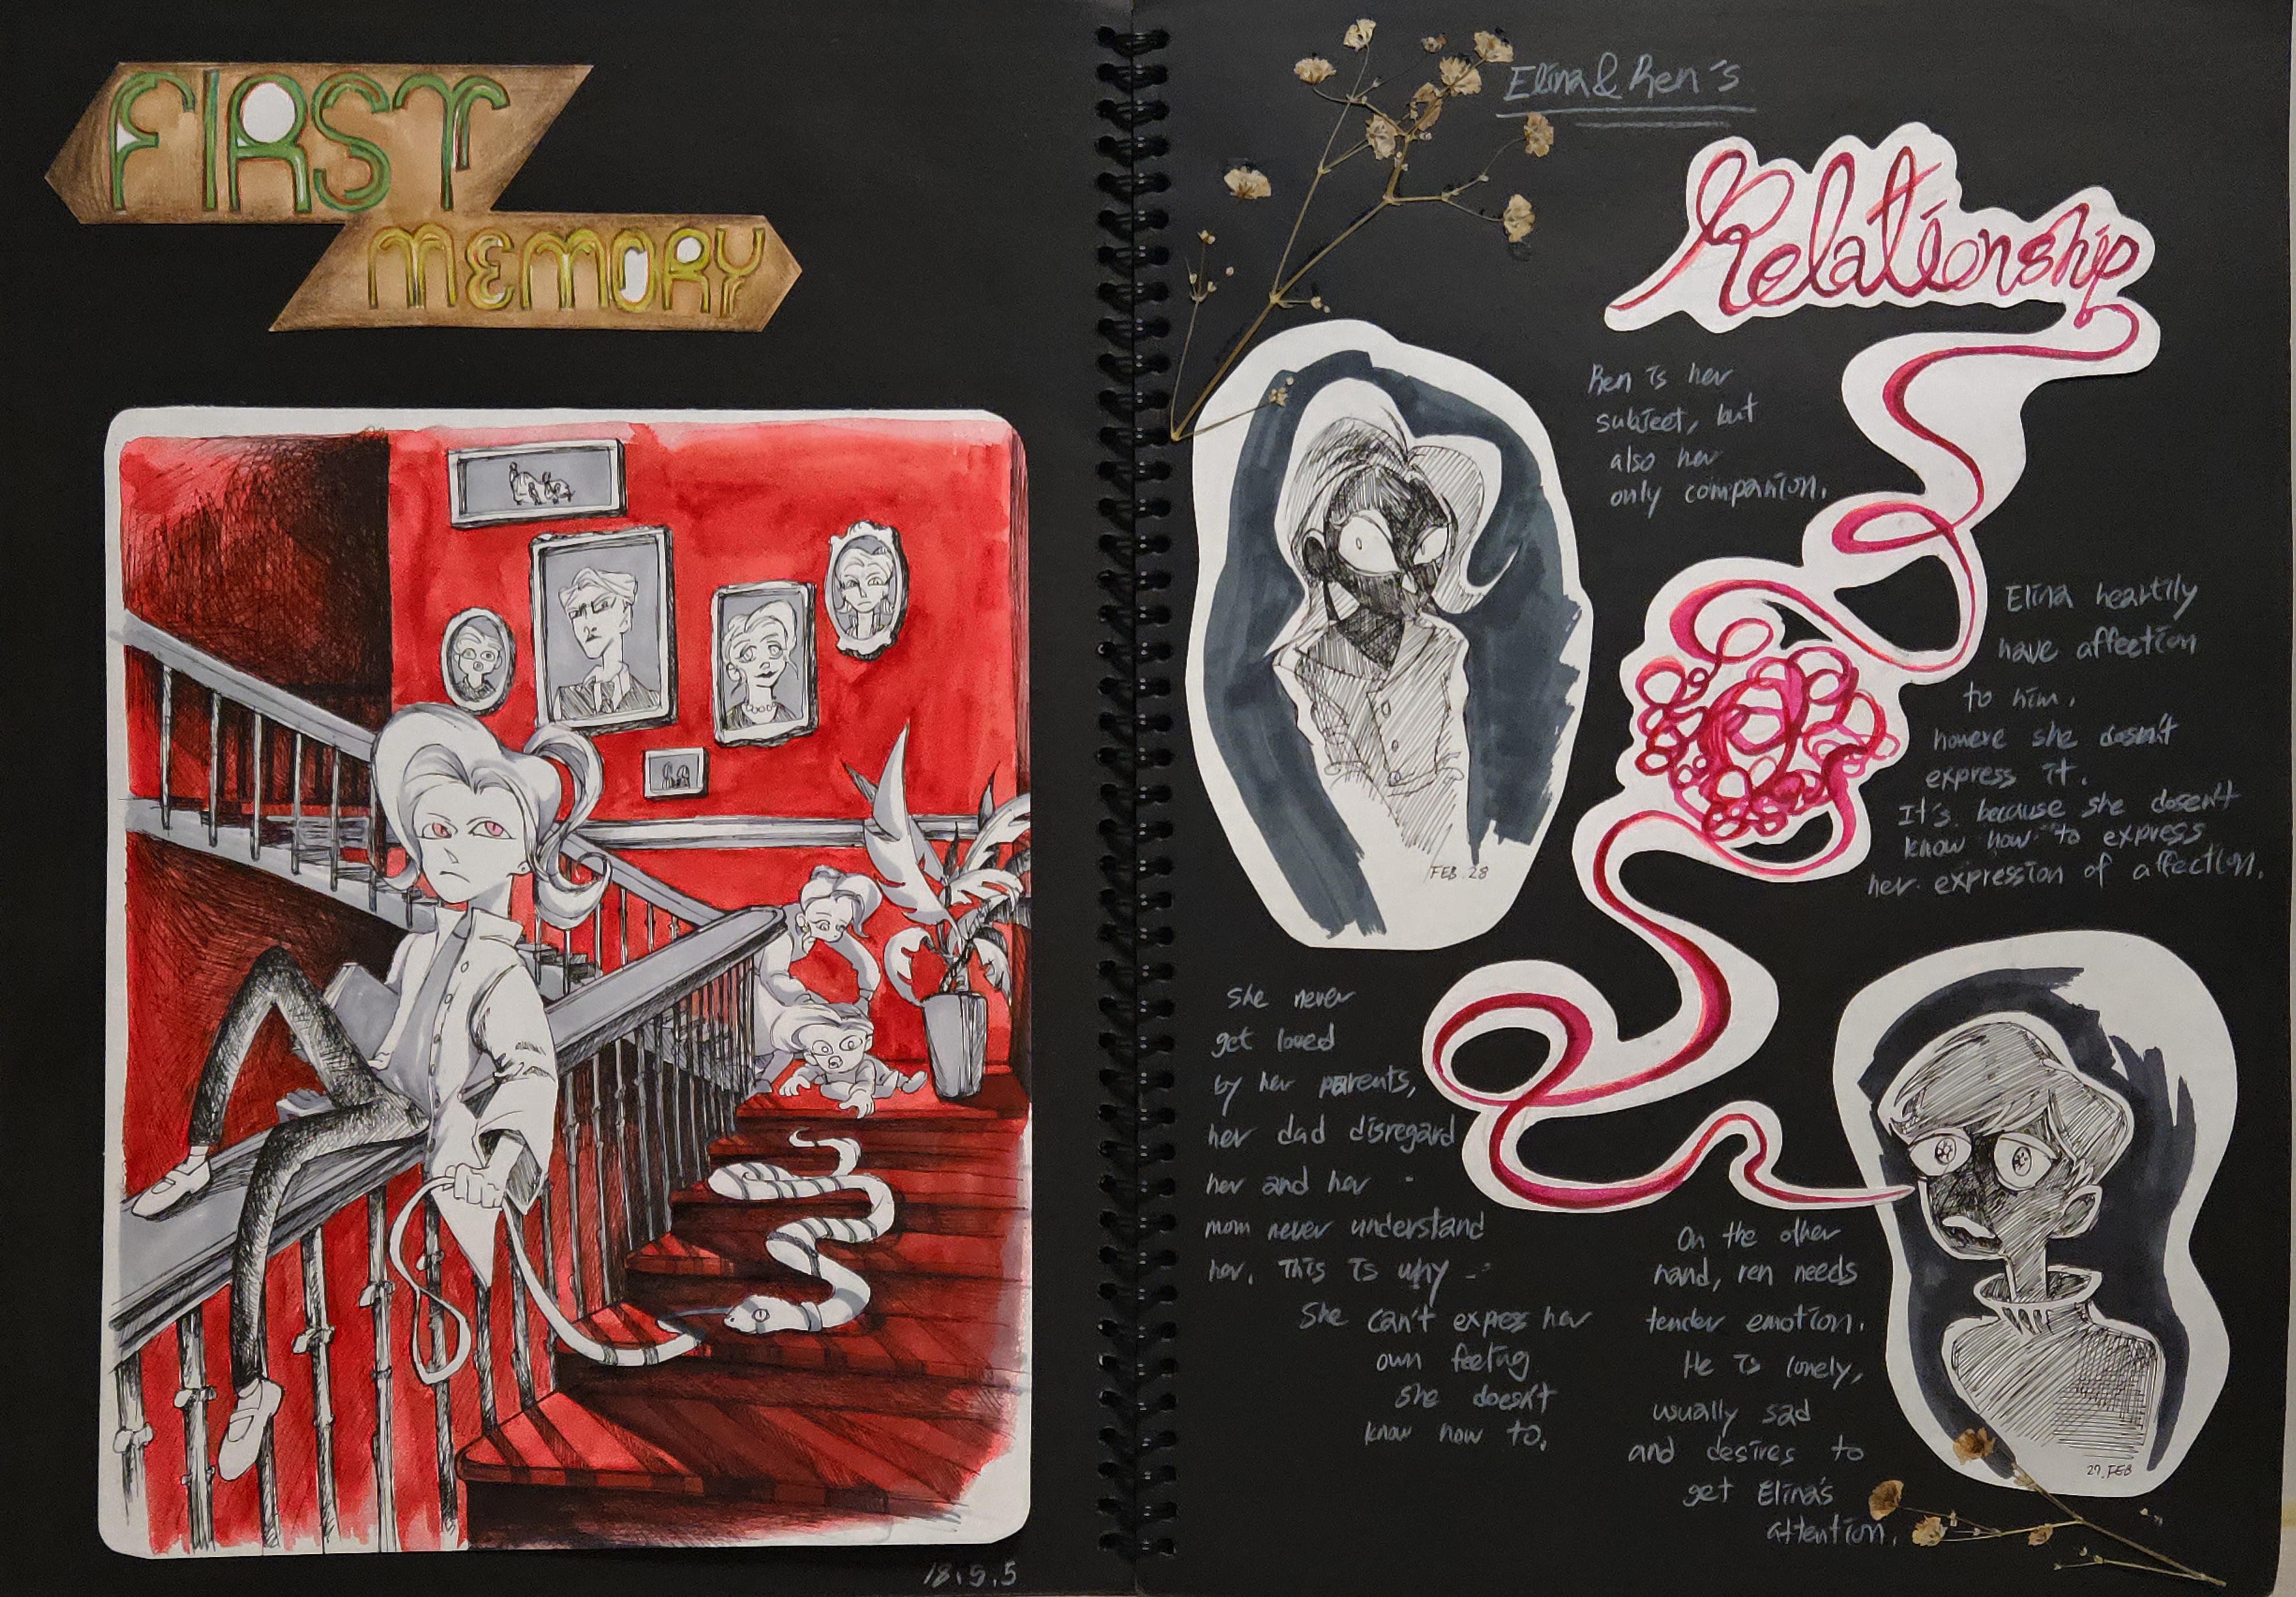 FIRST
MEMORY
18.5.5
Elina & Ren's
Relationship
Ren is her
subject, but
also her
only companion.
Elina heartily
have affection
to him.
howere she doesn't
express it.
It's because she dosen't
know how to express
her expression of affection.
FEB. 28
She never
get loved
by her parents,
her dad disregard
her and her
mom never understand
her. This is why
She can't expess her
own feeling
she doesn't
know how to.
On the other
hand, ren needs
tender emotion.
He is lonely,
usually sad
and desires to
get Elina's
attention.
27. FEB